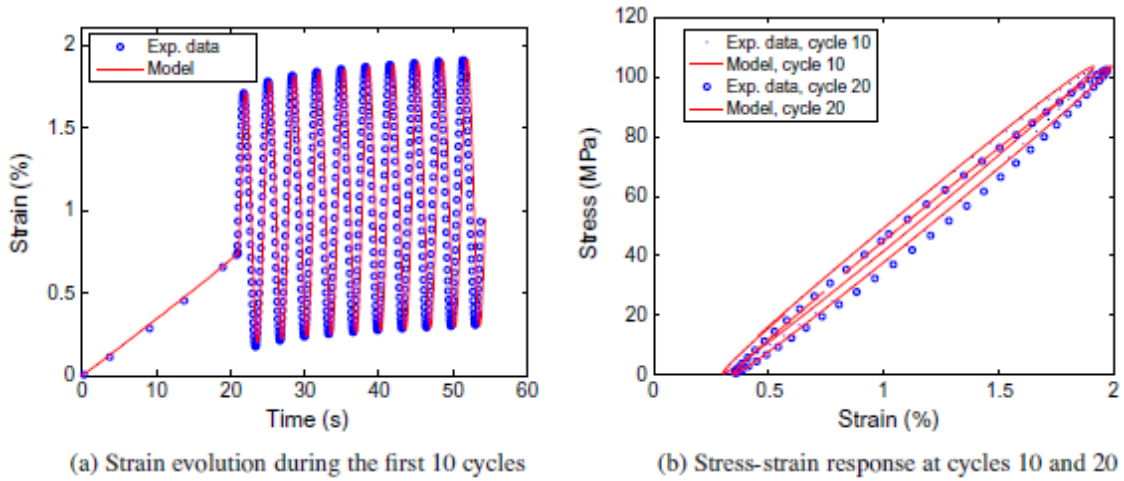 Strain (%)
2
1.5
1
0.5
0
Exp. data
Model
0 10 20 30 40 50 60
Time (s)
(a) Strain evolution during the first 10 cycles
Stress (MPa)
120
100
80
60
40
20
0
Exp. data, cycle 10
Model, cycle 10
Exp. data, cycle 20
Model, cycle 20
0 0.5 1 1.5 2
Strain (%)
(b) Stress-strain response at cycles 10 and 20